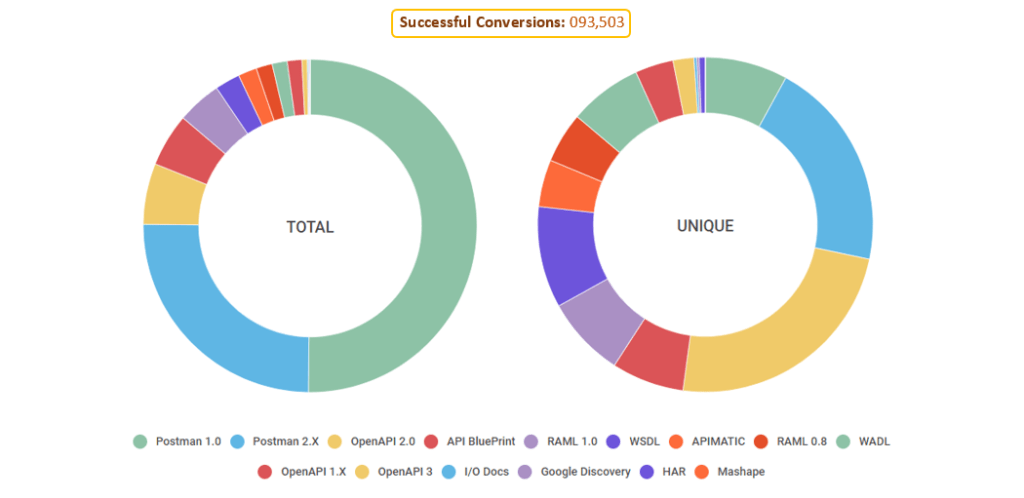 Successful Conversions: 093,503
TOTAL
UNIQUE
Postman 1.0 Postman 2.X OpenAPI 2.0 API BluePrint RAML 1.0 WSDL APIMATIC RAML 0.8 WADL
OpenAPI 1.X OpenAPI 3 I/O Docs Google Discovery HAR Mashape